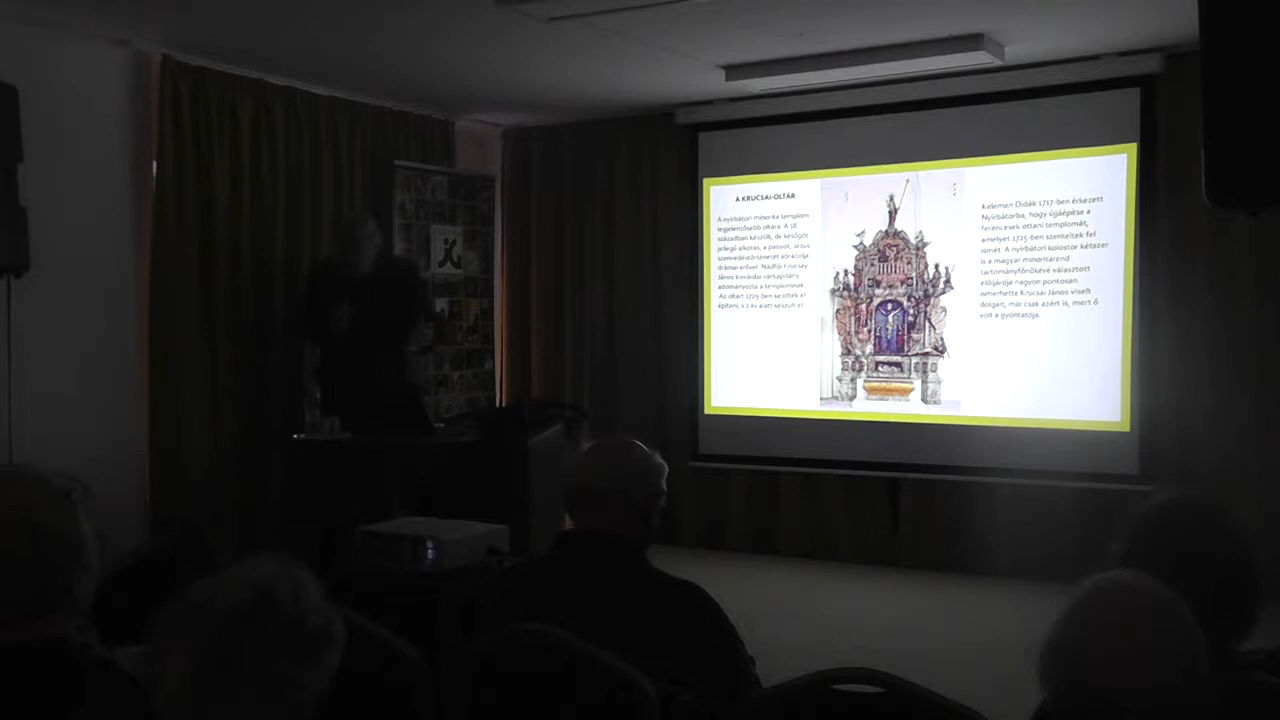 A KRUCSAI-OLTÁR
A nyírbátori minorita templom
legjelentősebb oltára. A 18.
században készült, de későgót
jellegű alkotás, a passiót, Jézus
szenvedéstörténetét ábrázolja
drámai erővel. Nádfői Krucsay
János kisvárdai várkapitány
adományozta a templomnak.
Az oltárt 1729-ben kezdték el
építeni, s 2 év alatt készült el
Kelemen Didák 1717-ben érkezett
Nyírbátorba, hogy újjáépítse a
ferencesek ottani templomát,
amelyet 1725-ben szenteltek fel
ismét. A nyírbátori kolostor kétszer
is a magyar minoritarend
tartományfőnökévé választott
elöljárója nagyon pontosan
ismerhette Krucsai János viselt
dolgait, már csak azért is, mert ő
volt a gyóntatója.